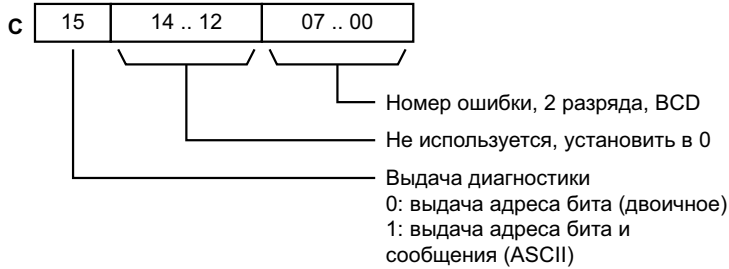 С 15 14 .. 12 07 .. 00
Номер ошибки, 2 разряда, BCD
Не используется, установить в 0
Выдача диагностики
0: выдача адреса бита (двоичное)
1: выдача адреса бита и
сообщения (ASCII)